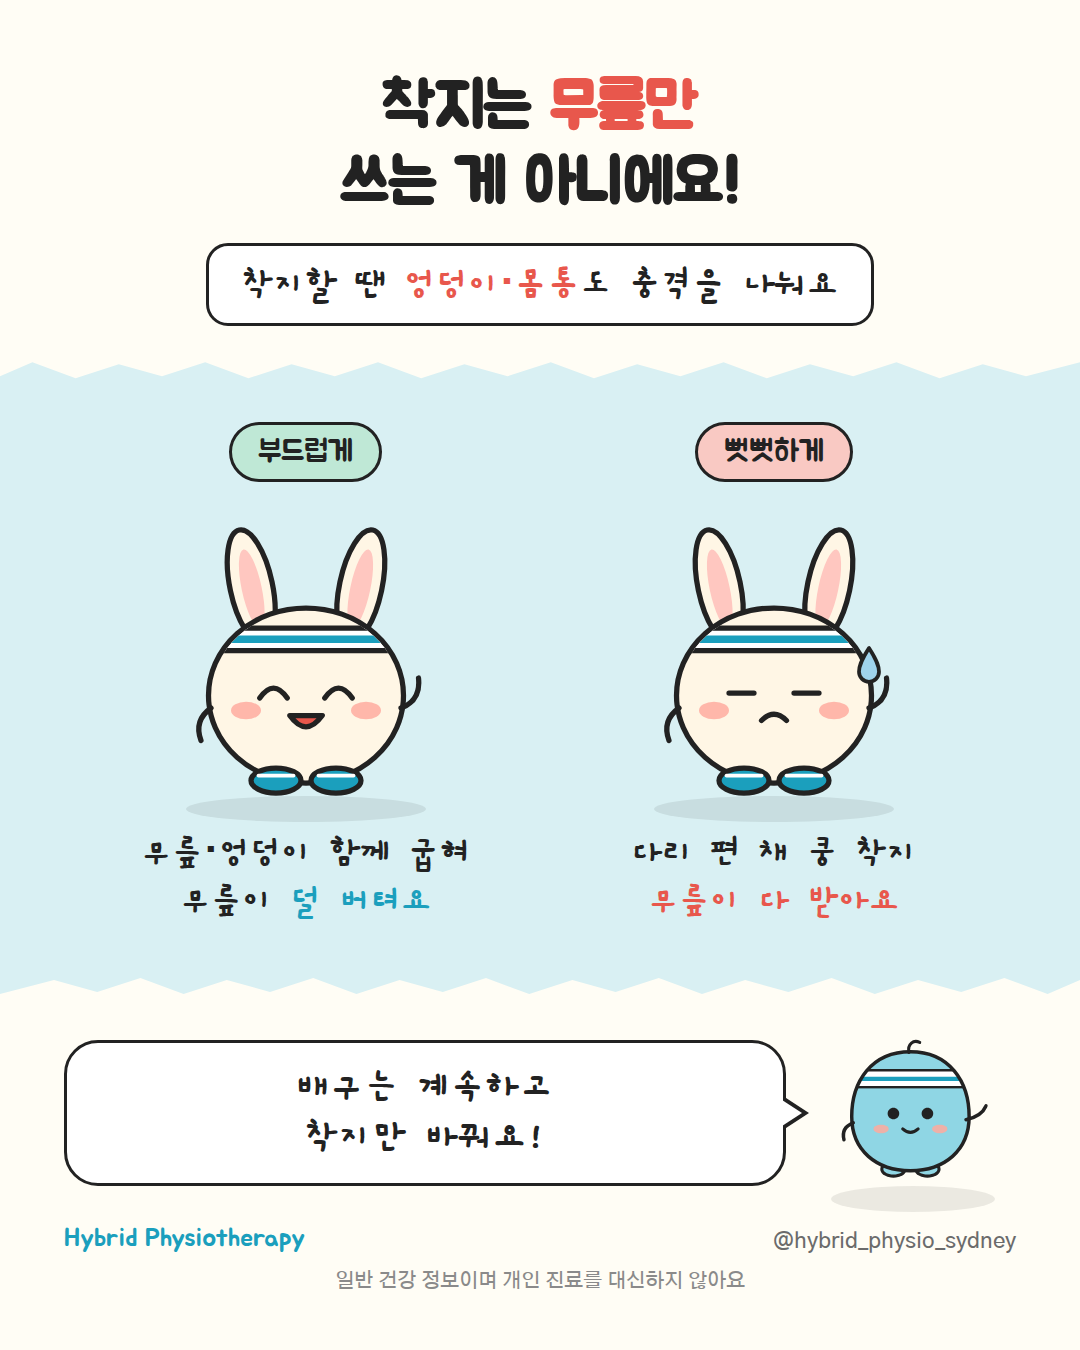 착지는 무릎만
쓰는 게 아니에요!
착지할 땐 엉덩이·몸통도 충격을 나눠요
부드럽게
뻣뻣하게
무릎·엉덩이 함께 굽혀
무릎이 덜 버텨요
다리 편 채 쿵 착지
무릎이 다 받아요
배구는 계속하고
착지만 바꿔요!
Hybrid Physiotherapy
@hybrid_physio_sydney
일반 건강 정보이며 개인 진료를 대신하지 않아요